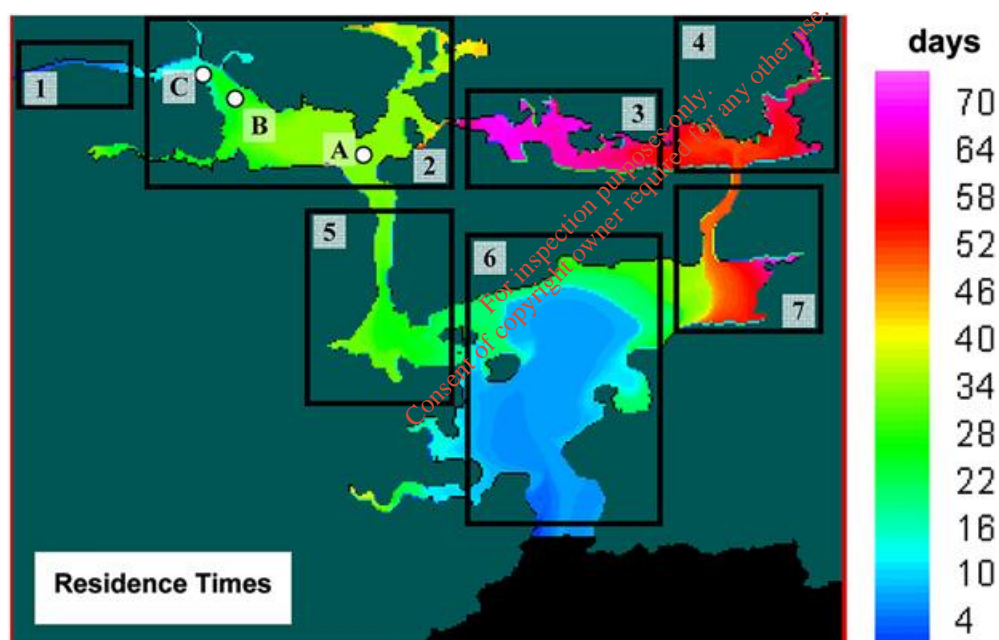 days
70
64
58
52
46
40
34
28
22
16
10
4
1
C
B
A
2
3
4
5
6
7
For inspection purposes only.
Consent of copyright owner required for any other use.
Residence Times